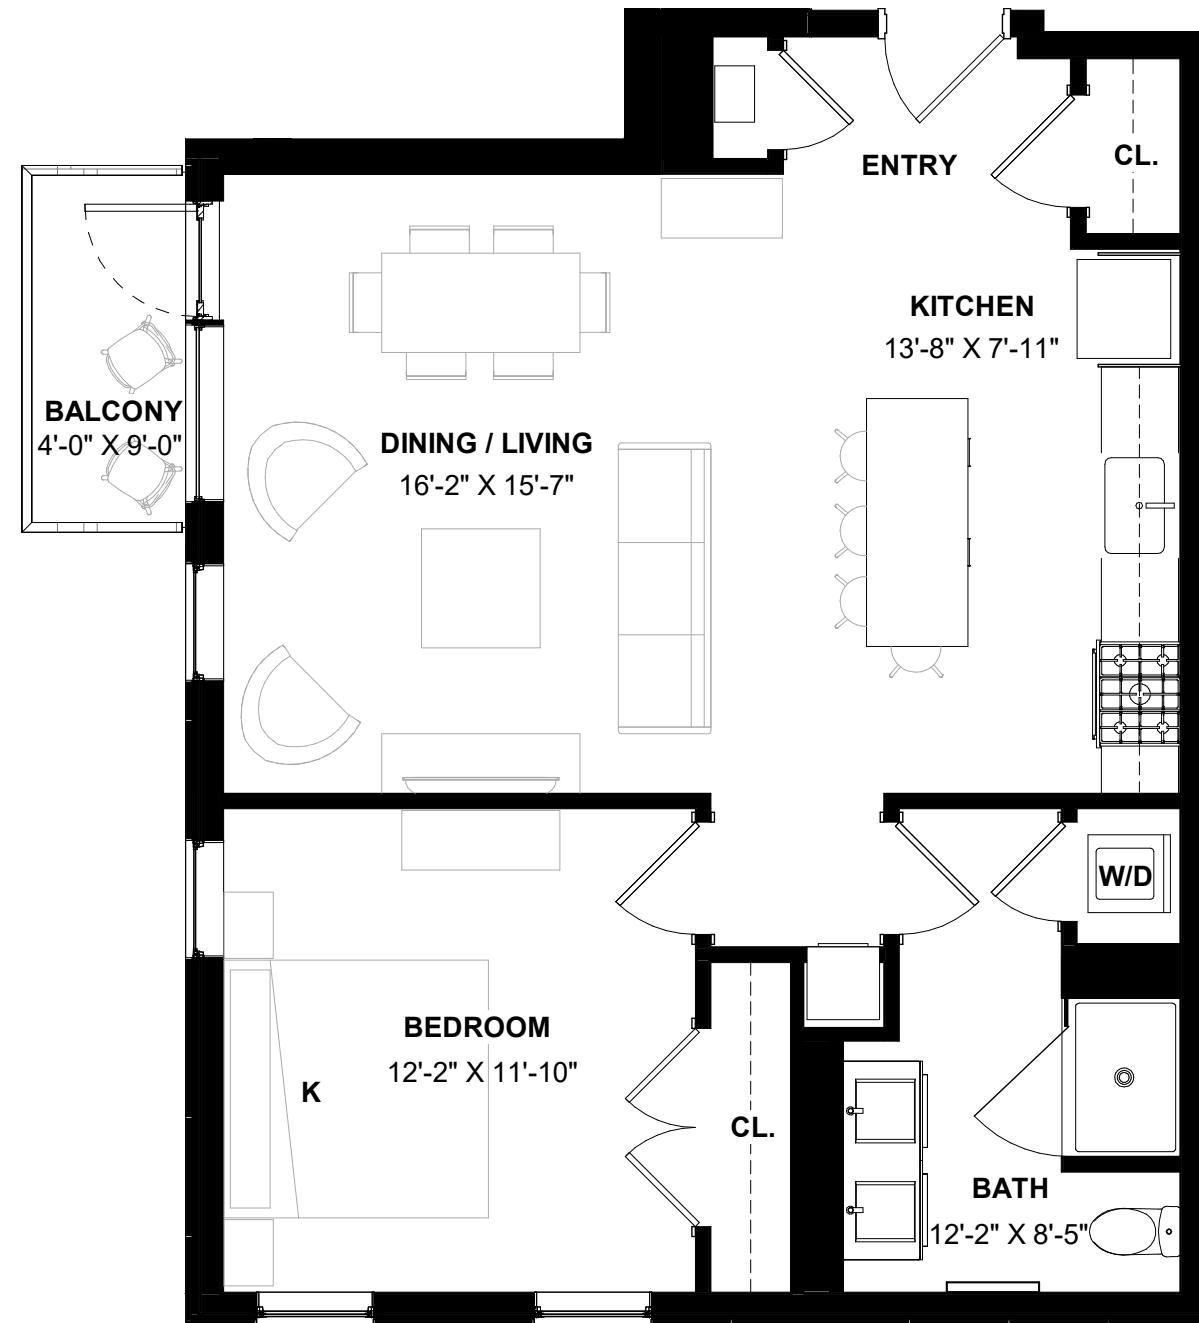 ENTRY
CL.
KITCHEN
13'-8" X 7'-11"
BALCONY
4'-0" X 9'-0"
DINING / LIVING
16'-2" X 15'-7"
W/D
BEDROOM
12'-2" X 11'-10"
K
CL.
BATH
12'-2" X 8'-5"